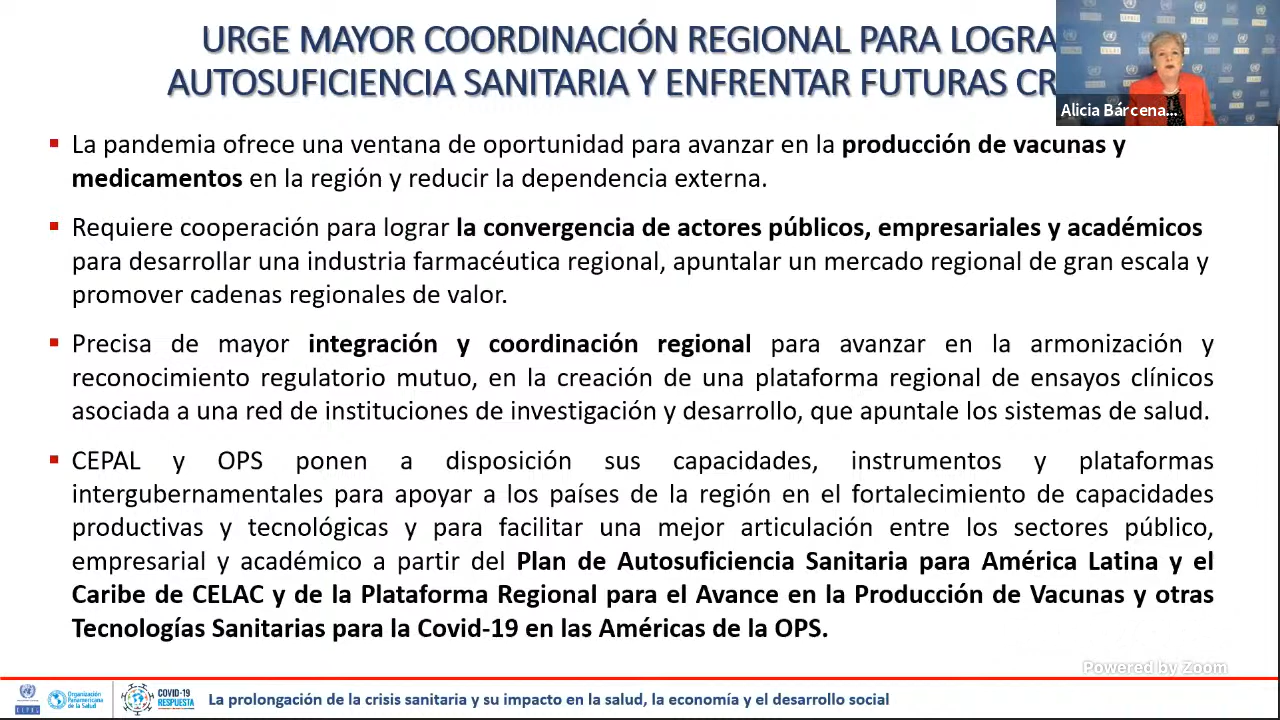 URGE MAYOR COORDINACIÓN REGIONAL PARA LOGRA
AUTOSUFICIENCIA SANITARIA Y ENFRENTAR FUTURAS CR
Alicia Bárcena...
▪ La pandemia ofrece una ventana de oportunidad para avanzar en la producción de vacunas y
medicamentos en la región y reducir la dependencia externa.
▪ Requiere cooperación para lograr la convergencia de actores públicos, empresariales y académicos
para desarrollar una industria farmacéutica regional, apuntalar un mercado regional de gran escala y
promover cadenas regionales de valor.
▪ Precisa de mayor integración y coordinación regional para avanzar en la armonización y
reconocimiento regulatorio mutuo, en la creación de una plataforma regional de ensayos clínicos
asociada a una red de instituciones de investigación y desarrollo, que apuntale los sistemas de salud.
▪ CEPAL y OPS ponen a disposición sus capacidades, instrumentos y plataformas
intergubernamentales para apoyar a los países de la región en el fortalecimiento de capacidades
productivas y tecnológicas y para facilitar una mejor articulación entre los sectores público,
empresarial y académico a partir del Plan de Autosuficiencia Sanitaria para América Latina y el
Caribe de CELAC y de la Plataforma Regional para el Avance en la Producción de Vacunas y otras
Tecnologías Sanitarias para la Covid-19 en las Américas de la OPS.
Powered by Zoom
CEPAL
Organización
Panamericana
de la Salud
COVID-19
RESPUESTA
La prolongación de la crisis sanitaria y su impacto en la salud, la economía y el desarrollo social